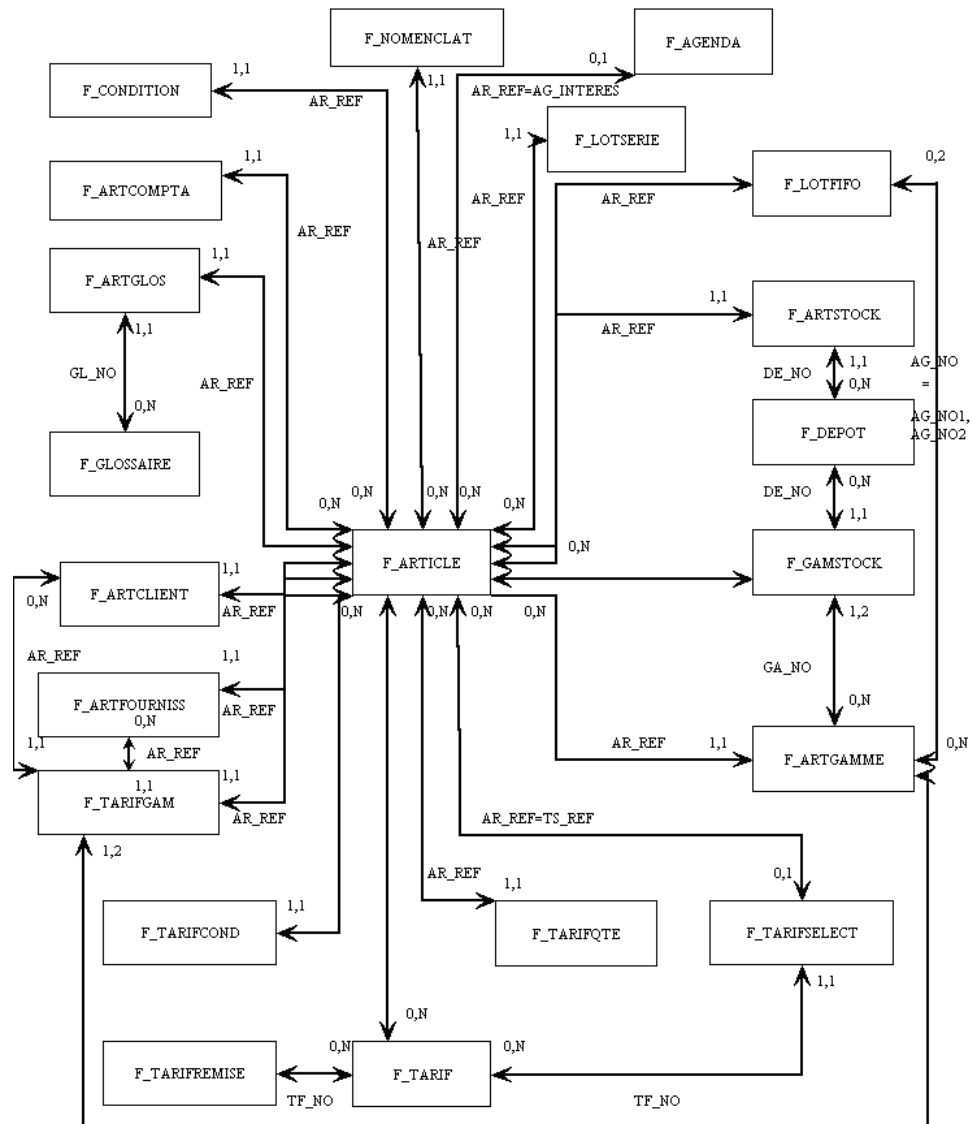 F_NOMENCLAT
F_AGENDA
1,1
0,1
1,1
F_CONDITION
AR_REF
AR_REF=AG_INTERES
1,1
F_LOTSERIE
1,1
0,2
F_ARTCOMPTA
AR_REF
AR_REF
F_LOTFIFO
AR_REF
AR_REF
1,1
F_ARTGLOS
1,1
F_ARTSTOCK
1,1
AR_REF
AR_REF
1,1
DE_NO
0,N
AG_NO
=
AG_NO1,
AG_NO2
GL_NO
0,N
F_DEPOT
F_GLOSSAIRE
0,N
0,N
0,N
0,N
0,N
0,N
DE_NO
1,1
F_ARTICLE
0,N
F_GAMSTOCK
1,1
F_ARTCLIENT
0,N
AR_REF
0,N
0,N
0,N
0,N
0,N
1,2
AR_REF
1,1
GA_NO
F_ARTFOURNISS
AR_REF
0,N
0,N
AR_REF
1,1
1,1
1,1
AR_REF
1,1
F_ARTGAMME
0,N
F_TARIFGAM
AR_REF
AR_REF=TS_REF
1,2
AR_REF
0,1
1,1
1,1
F_TARIFCOND
F_TARIFQTE
F_TARIFSELECT
1,1
0,N
0,N
0,N
F_TARIFREMISE
F_TARIF
TF_NO
TF_NO